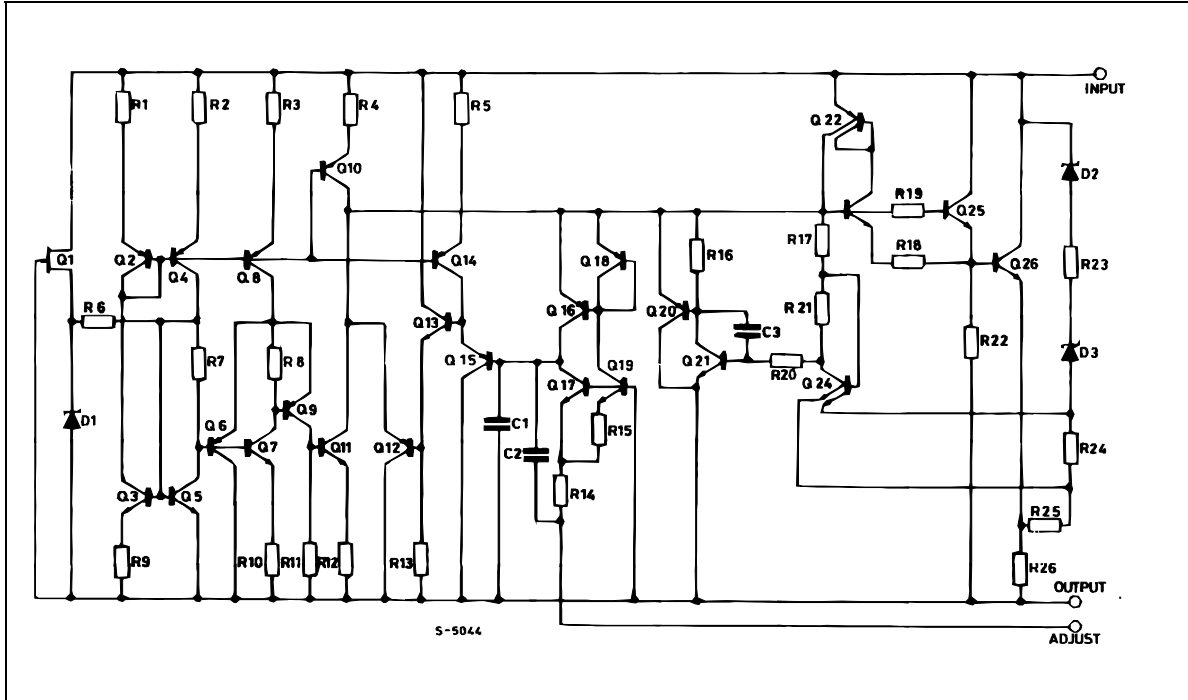 R1 R2 R3 R4 R5
INPUT
Q22
D2
Q10
R19
Q25
R17
R18
Q1 Q2 Q4 Q8 Q14 Q18 R16 Q26 R23
R6
Q16 Q20 R21
Q13 C3
R22
D3
R7 R8 Q15 Q19
Q17 Q21 R20 Q24
D1 Q9
Q6 Q7 Q11 Q12 C1 R15
C2
R24
Q3 Q5 R14
R25
R9 R10 R11 R12 R13 R26
OUTPUT
S-5044
ADJUST